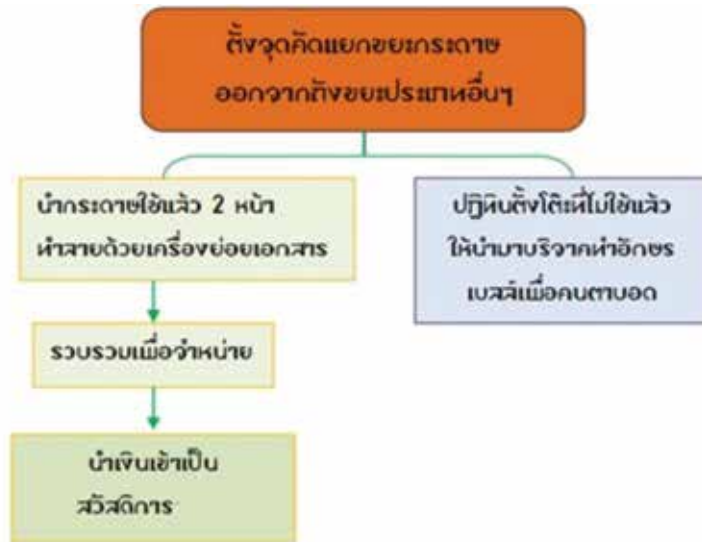 ตั้งจุดคัดแยกขยะกระดาษ
ออกจากถังขยะประเภทอื่นๆ
นำกระดาษใช้แล้ว 2 หน้า
ทำลายด้วยเครื่องย่อยเอกสาร
ปฏิทินตั้งโต๊ะที่ไม่ใช้แล้ว
ให้นำมาบริจาคทำอักษร
เบลล์เพื่อคนตาบอด
รวบรวมเพื่อจำหน่าย
นำเงินเข้าเป็น
สวัสดิการ